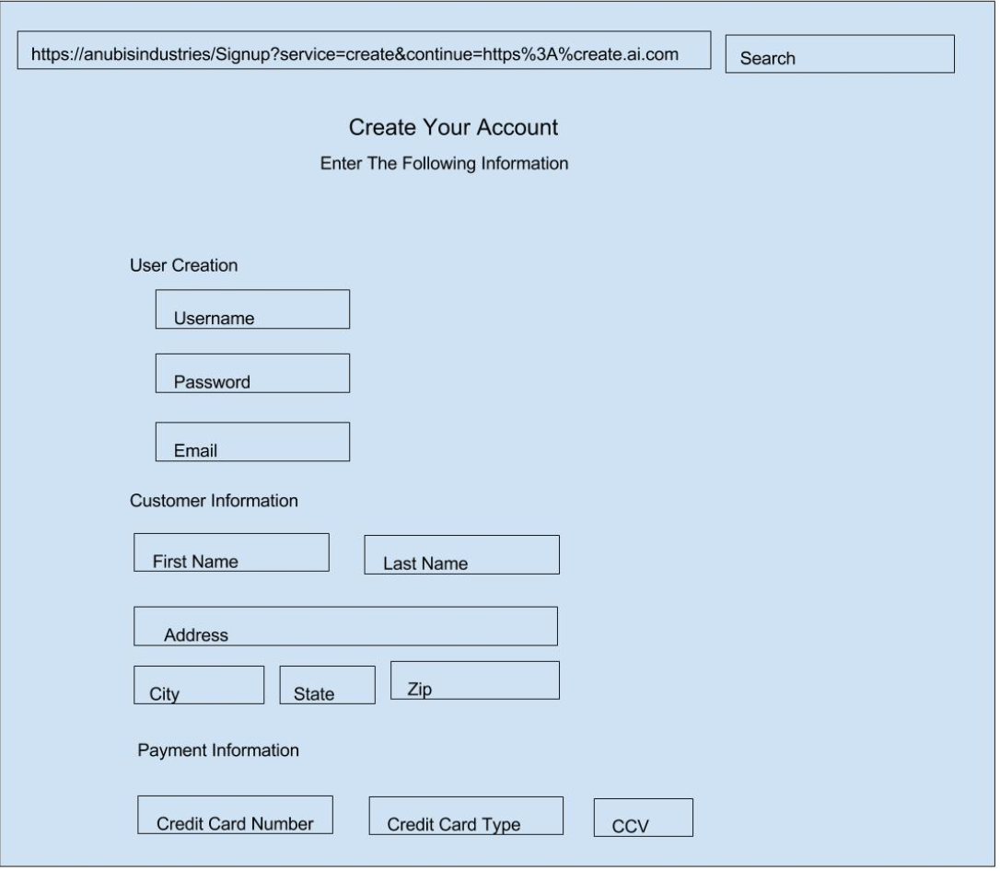 https://anubisindustries/Signup?service=create&continue=https%3A%create.ai.com
Search
Create Your Account
Enter The Following Information
User Creation
Username
Password
Email
Customer Information
First Name
Last Name
Address
City
State
Zip
Payment Information
Credit Card Number
Credit Card Type
CCV